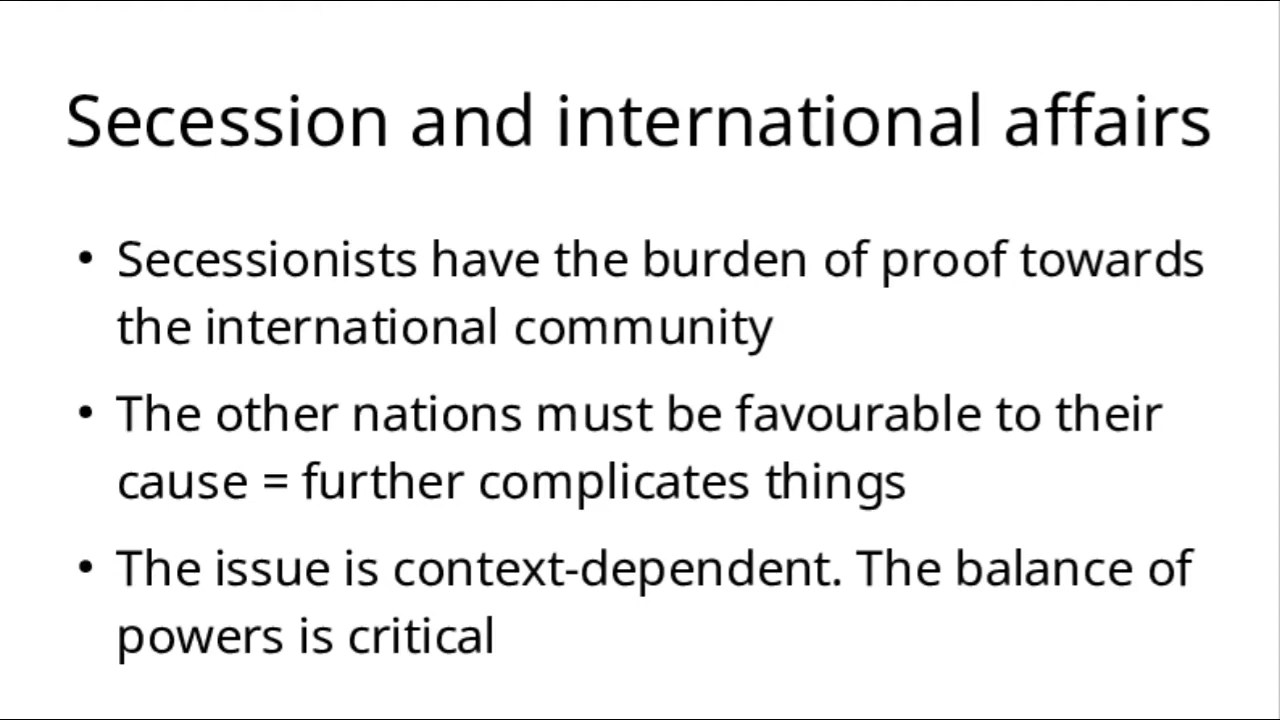 Secession and international affairs
• Secessionists have the burden of proof towards
the international community
• The other nations must be favourable to their
cause = further complicates things
• The issue is context-dependent. The balance of
powers is critical